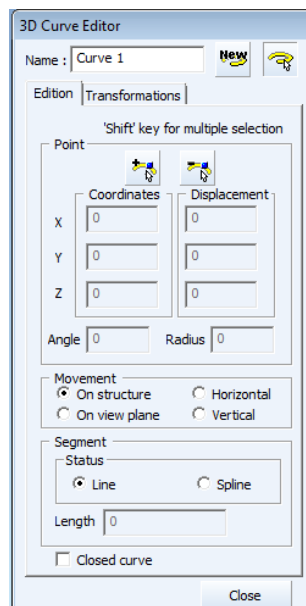 3D Curve Editor
Name : Curve 1 New
Edition Transformations
'Shift' key for multiple selection
Point
Coordinates Displacement
X 0 0
Y 0 0
Z 0 0
Angle 0 Radius 0
Movement
On structure Horizontal
On view plane Vertical
Segment
Status
Line Spline
Length 0
Closed curve
Close